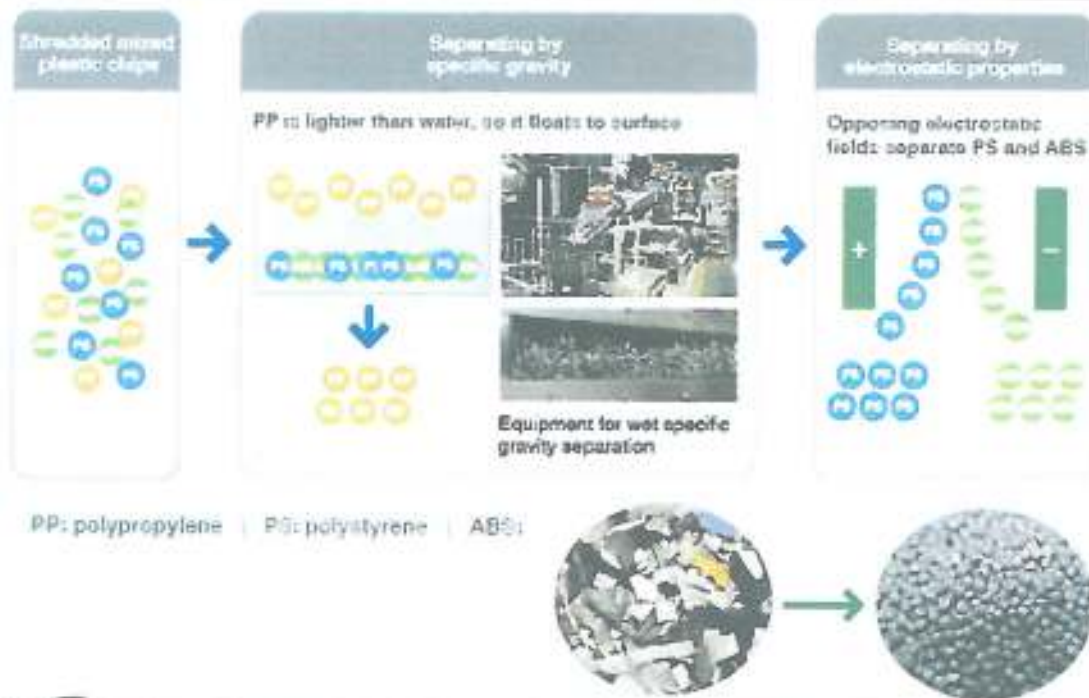 Shredded mixed
plastic chips
Separating by
specific gravity
Separating by
electrostatic properties
PP is lighter than water, so it floats to surface
Opposing electrostatic
fields separate PS and ABS
+
−
Equipment for wet specific
gravity separation
PP: polypropylene | PS: polystyrene | ABS: